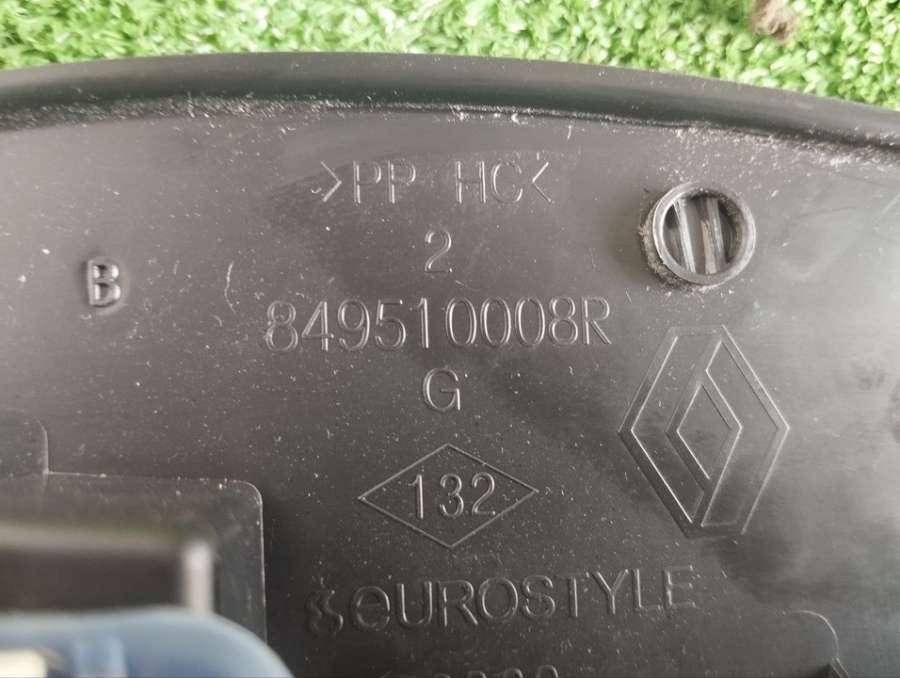 >PP HC<
2
B
849510008R
G
132
eUROSTYLE